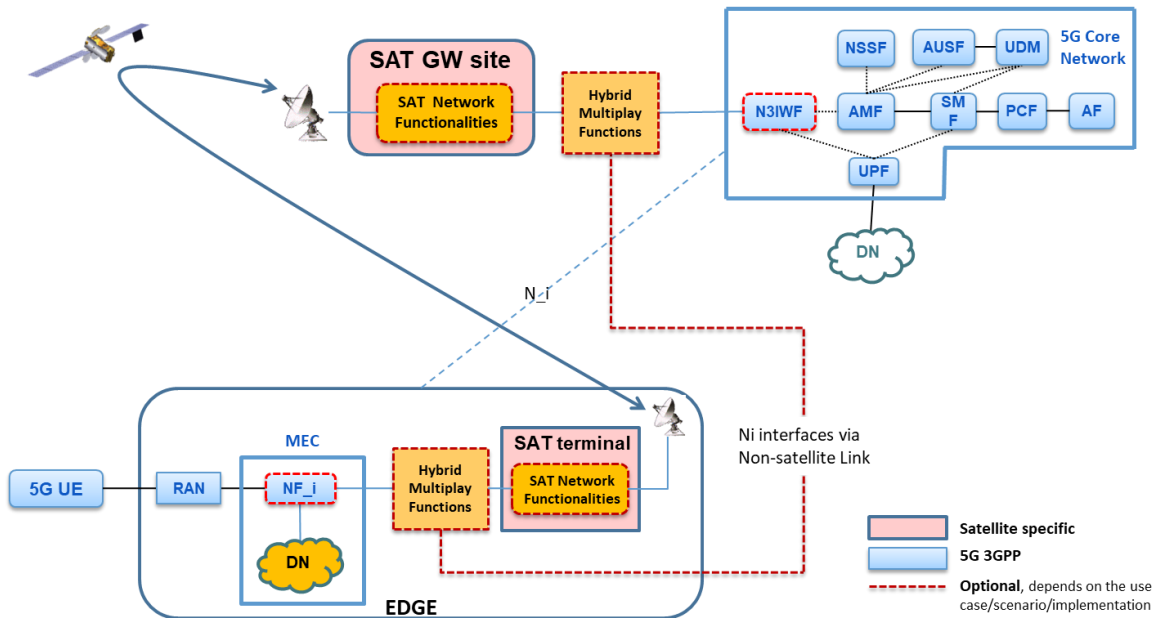 SAT GW site
SAT Network
Functionalities
Hybrid
Multiplay
Functions
5G Core
Network
NSSF
AUSF
UDM
N3IWF
AMF
SM
F
PCF
AF
UPF
DN
N_i
Ni interfaces via
Non-satellite Link
MEC
SAT terminal
SAT Network
Functionalities
Hybrid
Multiplay
Functions
5G UE
RAN
NF_i
DN
EDGE
Satellite specific
5G 3GPP
Optional, depends on the use
case/scenario/implementation